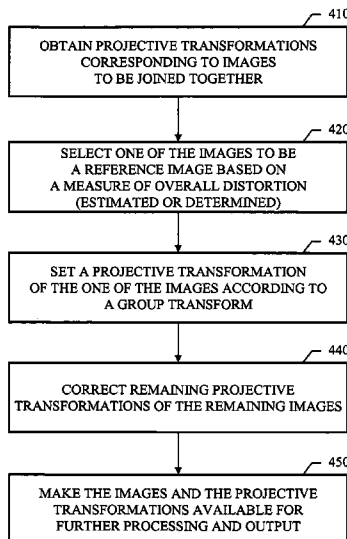 410
OBTAIN PROJECTIVE TRANSFORMATIONS
CORRESPONDING TO IMAGES
TO BE JOINED TOGETHER
420
SELECT ONE OF THE IMAGES TO BE
A REFERENCE IMAGE BASED ON
A MEASURE OF OVERALL DISTORTION
(ESTIMATED OR DETERMINED)
430
SET A PROJECTIVE TRANSFORMATION
OF THE ONE OF THE IMAGES ACCORDING TO
A GROUP TRANSFORM
440
CORRECT REMAINING PROJECTIVE
TRANSFORMATIONS OF THE REMAINING IMAGES
450
MAKE THE IMAGES AND THE PROJECTIVE
TRANSFORMATIONS AVAILABLE FOR
FURTHER PROCESSING AND OUTPUT